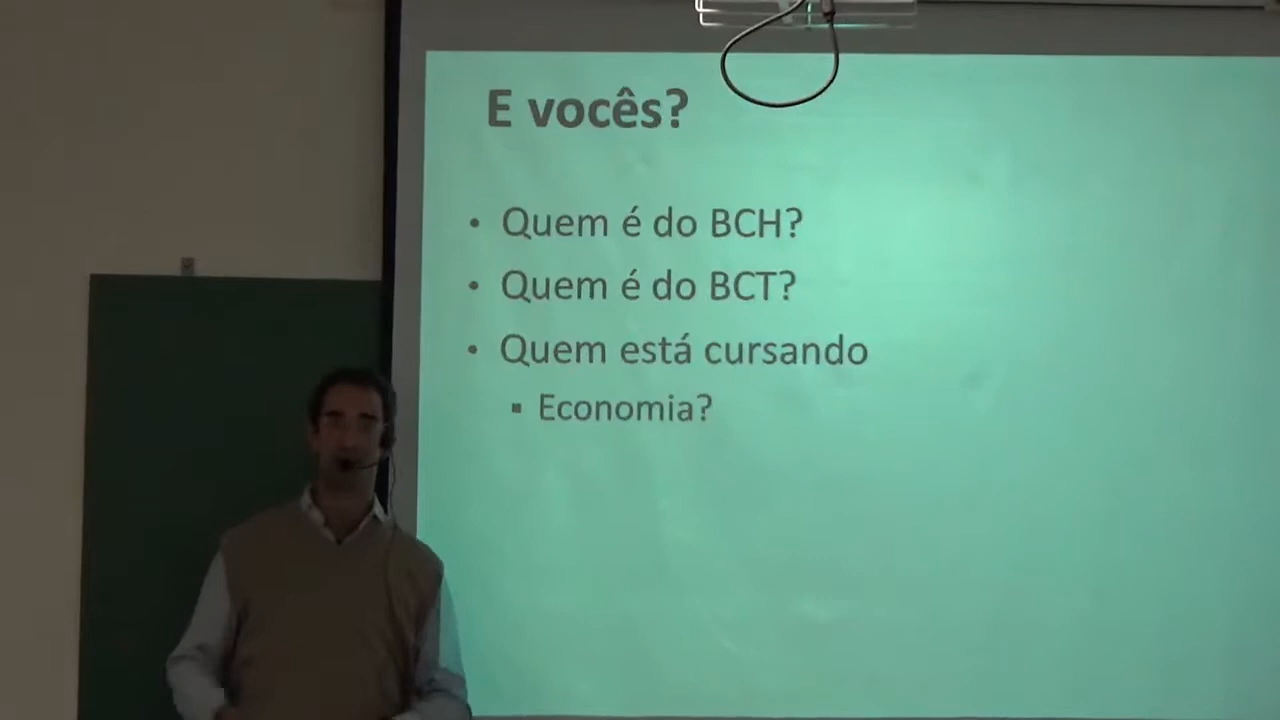 E vocês?
• Quem é do BCH?
• Quem é do BCT?
• Quem está cursando
▪ Economia?